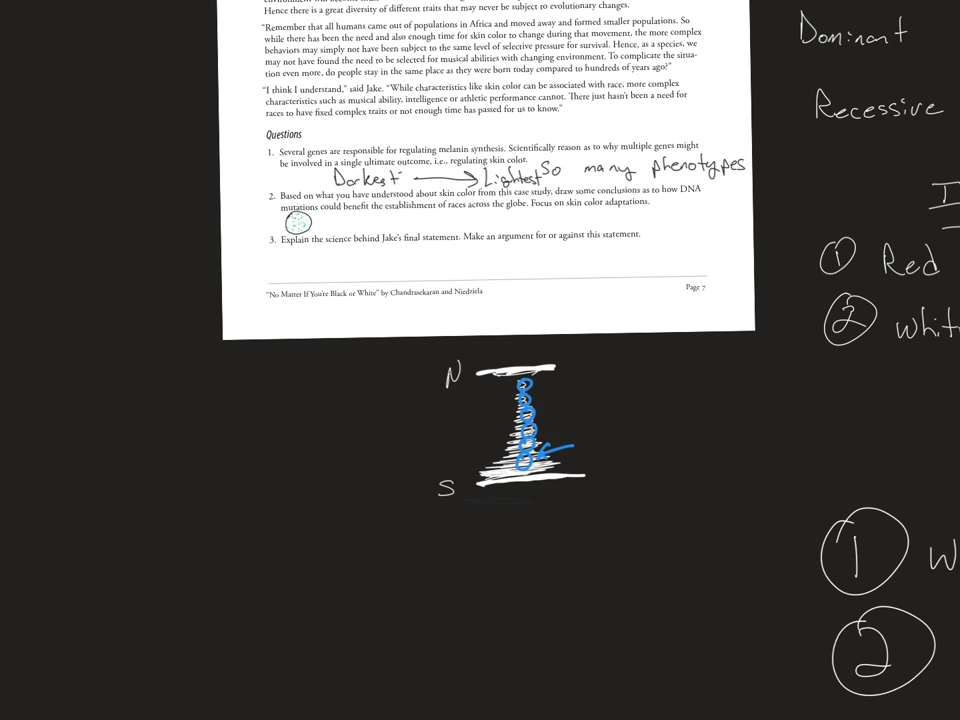 Hence there is a great diversity of different traits that may never be subject to evolutionary changes.
"Remember that all humans came out of populations in Africa and moved away and formed smaller populations. So
while there has been the need and also enough time for skin color to change during that movement, the more complex
behaviors may simply not have been subject to the same level of selective pressure for survival. Hence, as a species, we
may not have found the need to be selected for musical abilities with changing environment. To complicate the situa-
tion even more, do people stay in the same place as they were born today compared to hundreds of years ago?"
"I think I understand," said Jake. "While characteristics like skin color can be associated with race, more complex
characteristics such as musical ability, intelligence or athletic performance cannot. There just hasn't been a need for
races to have fixed complex traits or not enough time has passed for us to know."
Questions
1. Several genes are responsible for regulating melanin synthesis. Scientifically reason as to why multiple genes might
be involved in a single ultimate outcome, i.e., regulating skin color.
Darkest → Lightest So many phenotypes
2. Based on what you have understood about skin color from this case study, draw some conclusions as to how DNA
mutations could benefit the establishment of races across the globe. Focus on skin color adaptations.
3. Explain the science behind Jake's final statement. Make an argument for or against this statement.
"No Matter If You're Black or White" by Chandrasekaran and Niedziela Page 7
N
S
Dominant
Recessive
I
1 Red
2 Whit
1 W
2